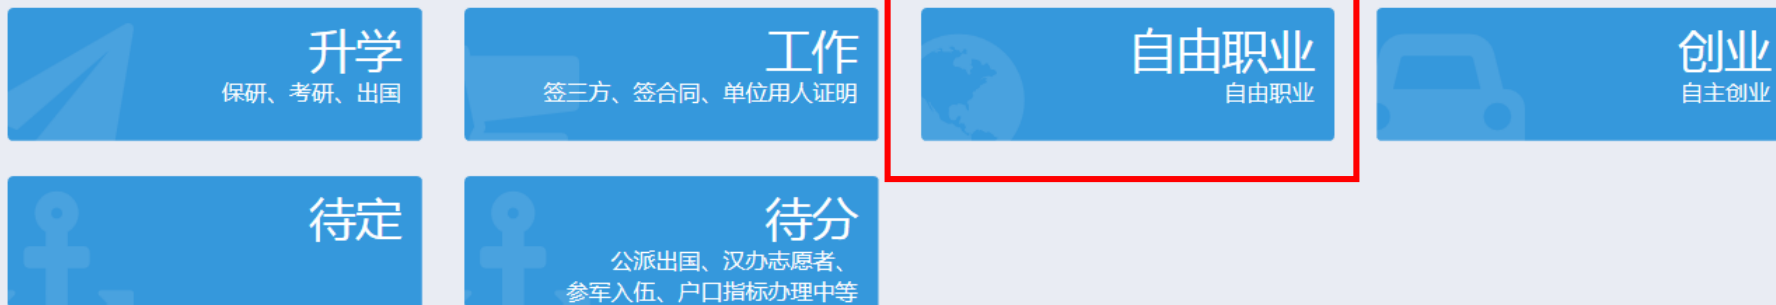 升学
保研、考研、出国
工作
签三方、签合同、单位用人证明
自由职业
自由职业
创业
自主创业
待定
待分
公派出国、汉办志愿者、
参军入伍、户口指标办理中等